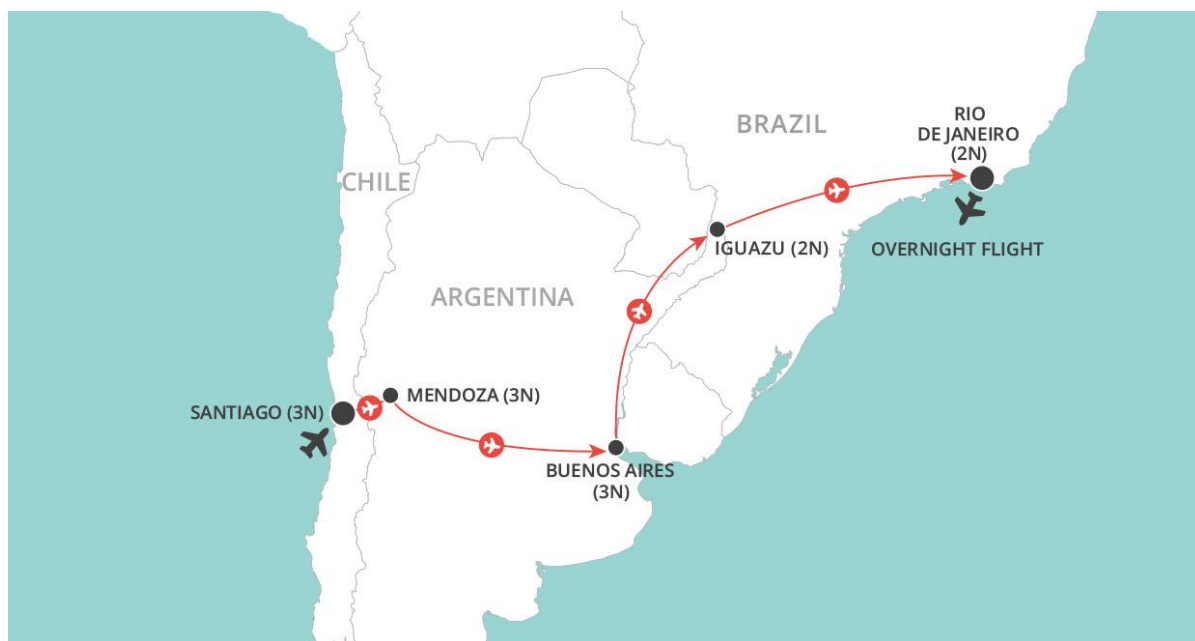 BRAZIL
RIO
DE JANEIRO
(2N)
CHILE
IGUAZU (2N)
OVERNIGHT FLIGHT
ARGENTINA
MENDOZA (3N)
SANTIAGO (3N)
BUENOS AIRES
(3N)